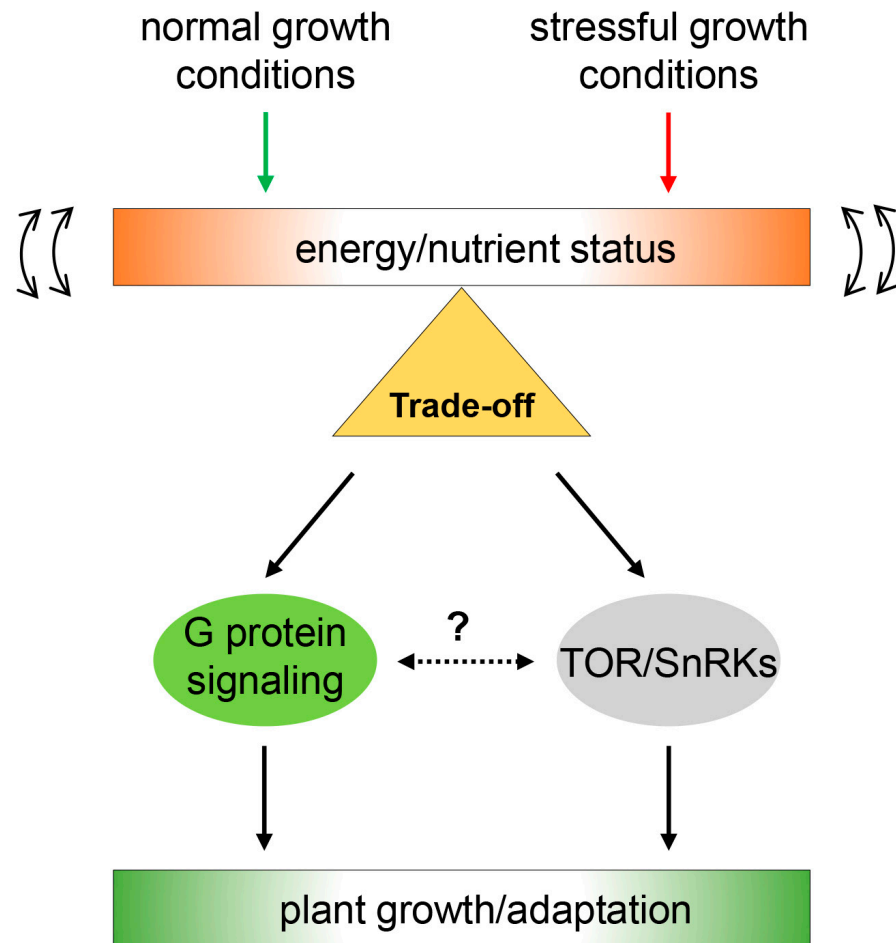 normal growth
conditions
stressful growth
conditions
energy/nutrient status
Trade-off
G protein
signaling
?
TOR/SnRKs
plant growth/adaptation